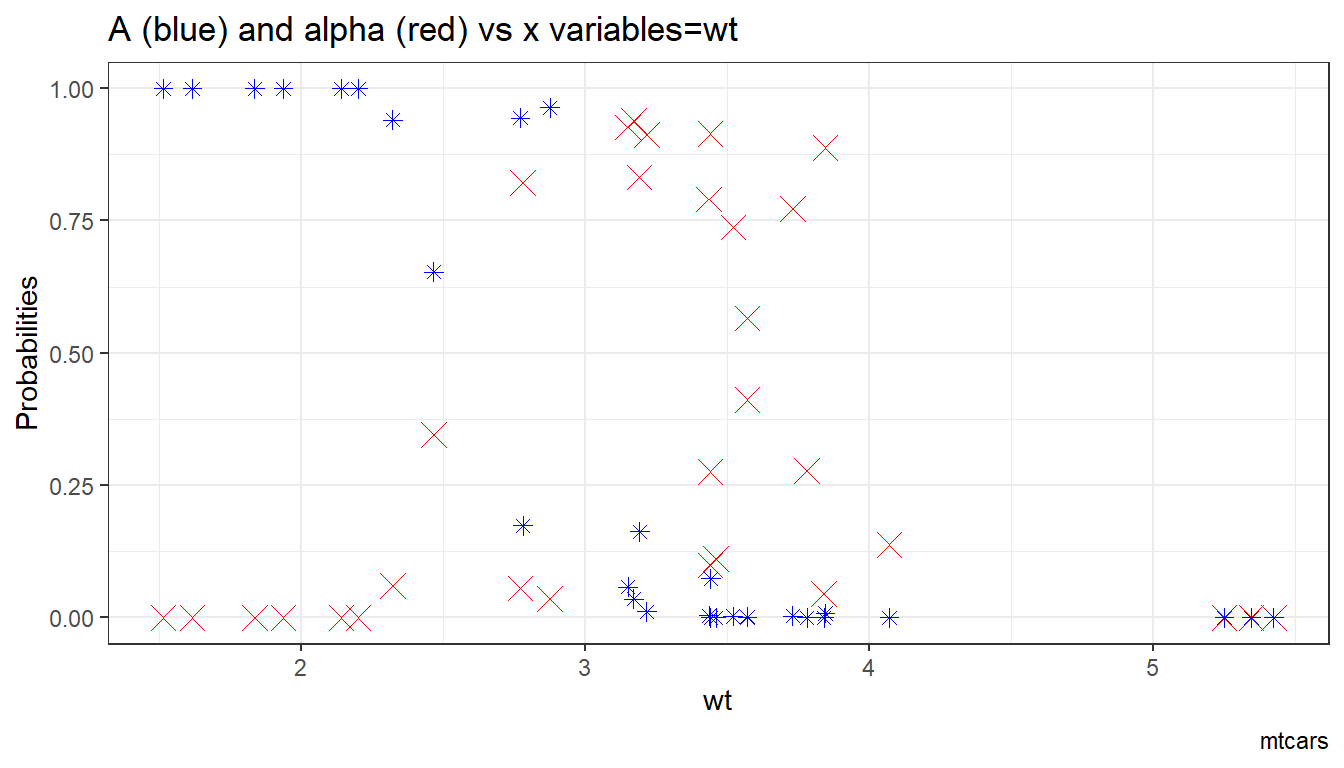 A (blue) and alpha (red) vs x variables=wt
1.00
0.75
0.50
0.25
0.00
Probabilities
2 3 4 5
wt
mtcars